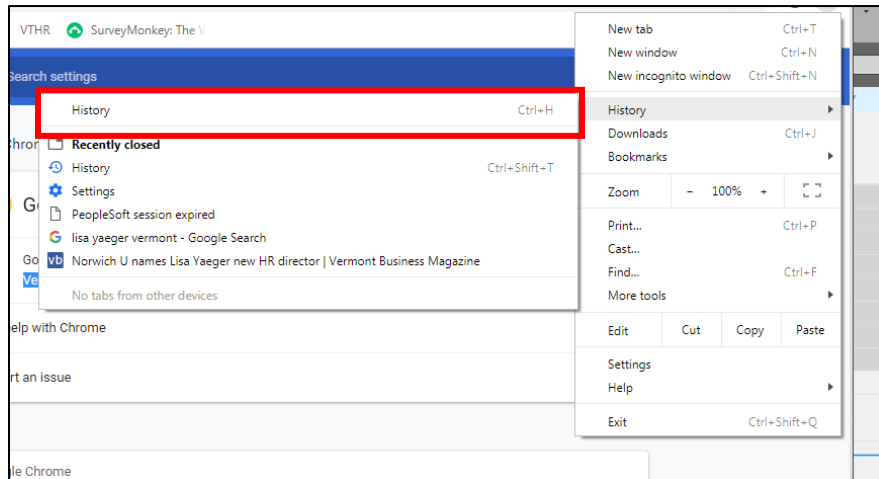 VTHR SurveyMonkey: The
Search settings
New tab Ctrl+T
New window Ctrl+N
New incognito window Ctrl+Shift+N
History
Downloads Ctrl+J
Bookmarks
Zoom - 100% +
Print... Ctrl+P
Cast...
Find... Ctrl+F
More tools
Edit Cut Copy Paste
Settings
Help
Exit Ctrl+Shift+Q
History Ctrl+H
Recently closed
History Ctrl+Shift+T
Settings
PeopleSoft session expired
lisa yaeger vermont - Google Search
vb Norwich U names Lisa Yaeger new HR director | Vermont Business Magazine
No tabs from other devices
Go
Ve
elp with Chrome
rt an issue
le Chrome